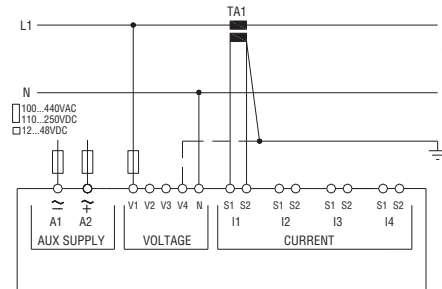 TA1
L1
N
100...440VAC
110...250VDC
12...48VDC
V1 V2 V3 V4 N S1 S2 S1 S2 S1 S2 S1 S2
A1 A2 I1 I2 I3 I4
AUX SUPPLY VOLTAGE CURRENT